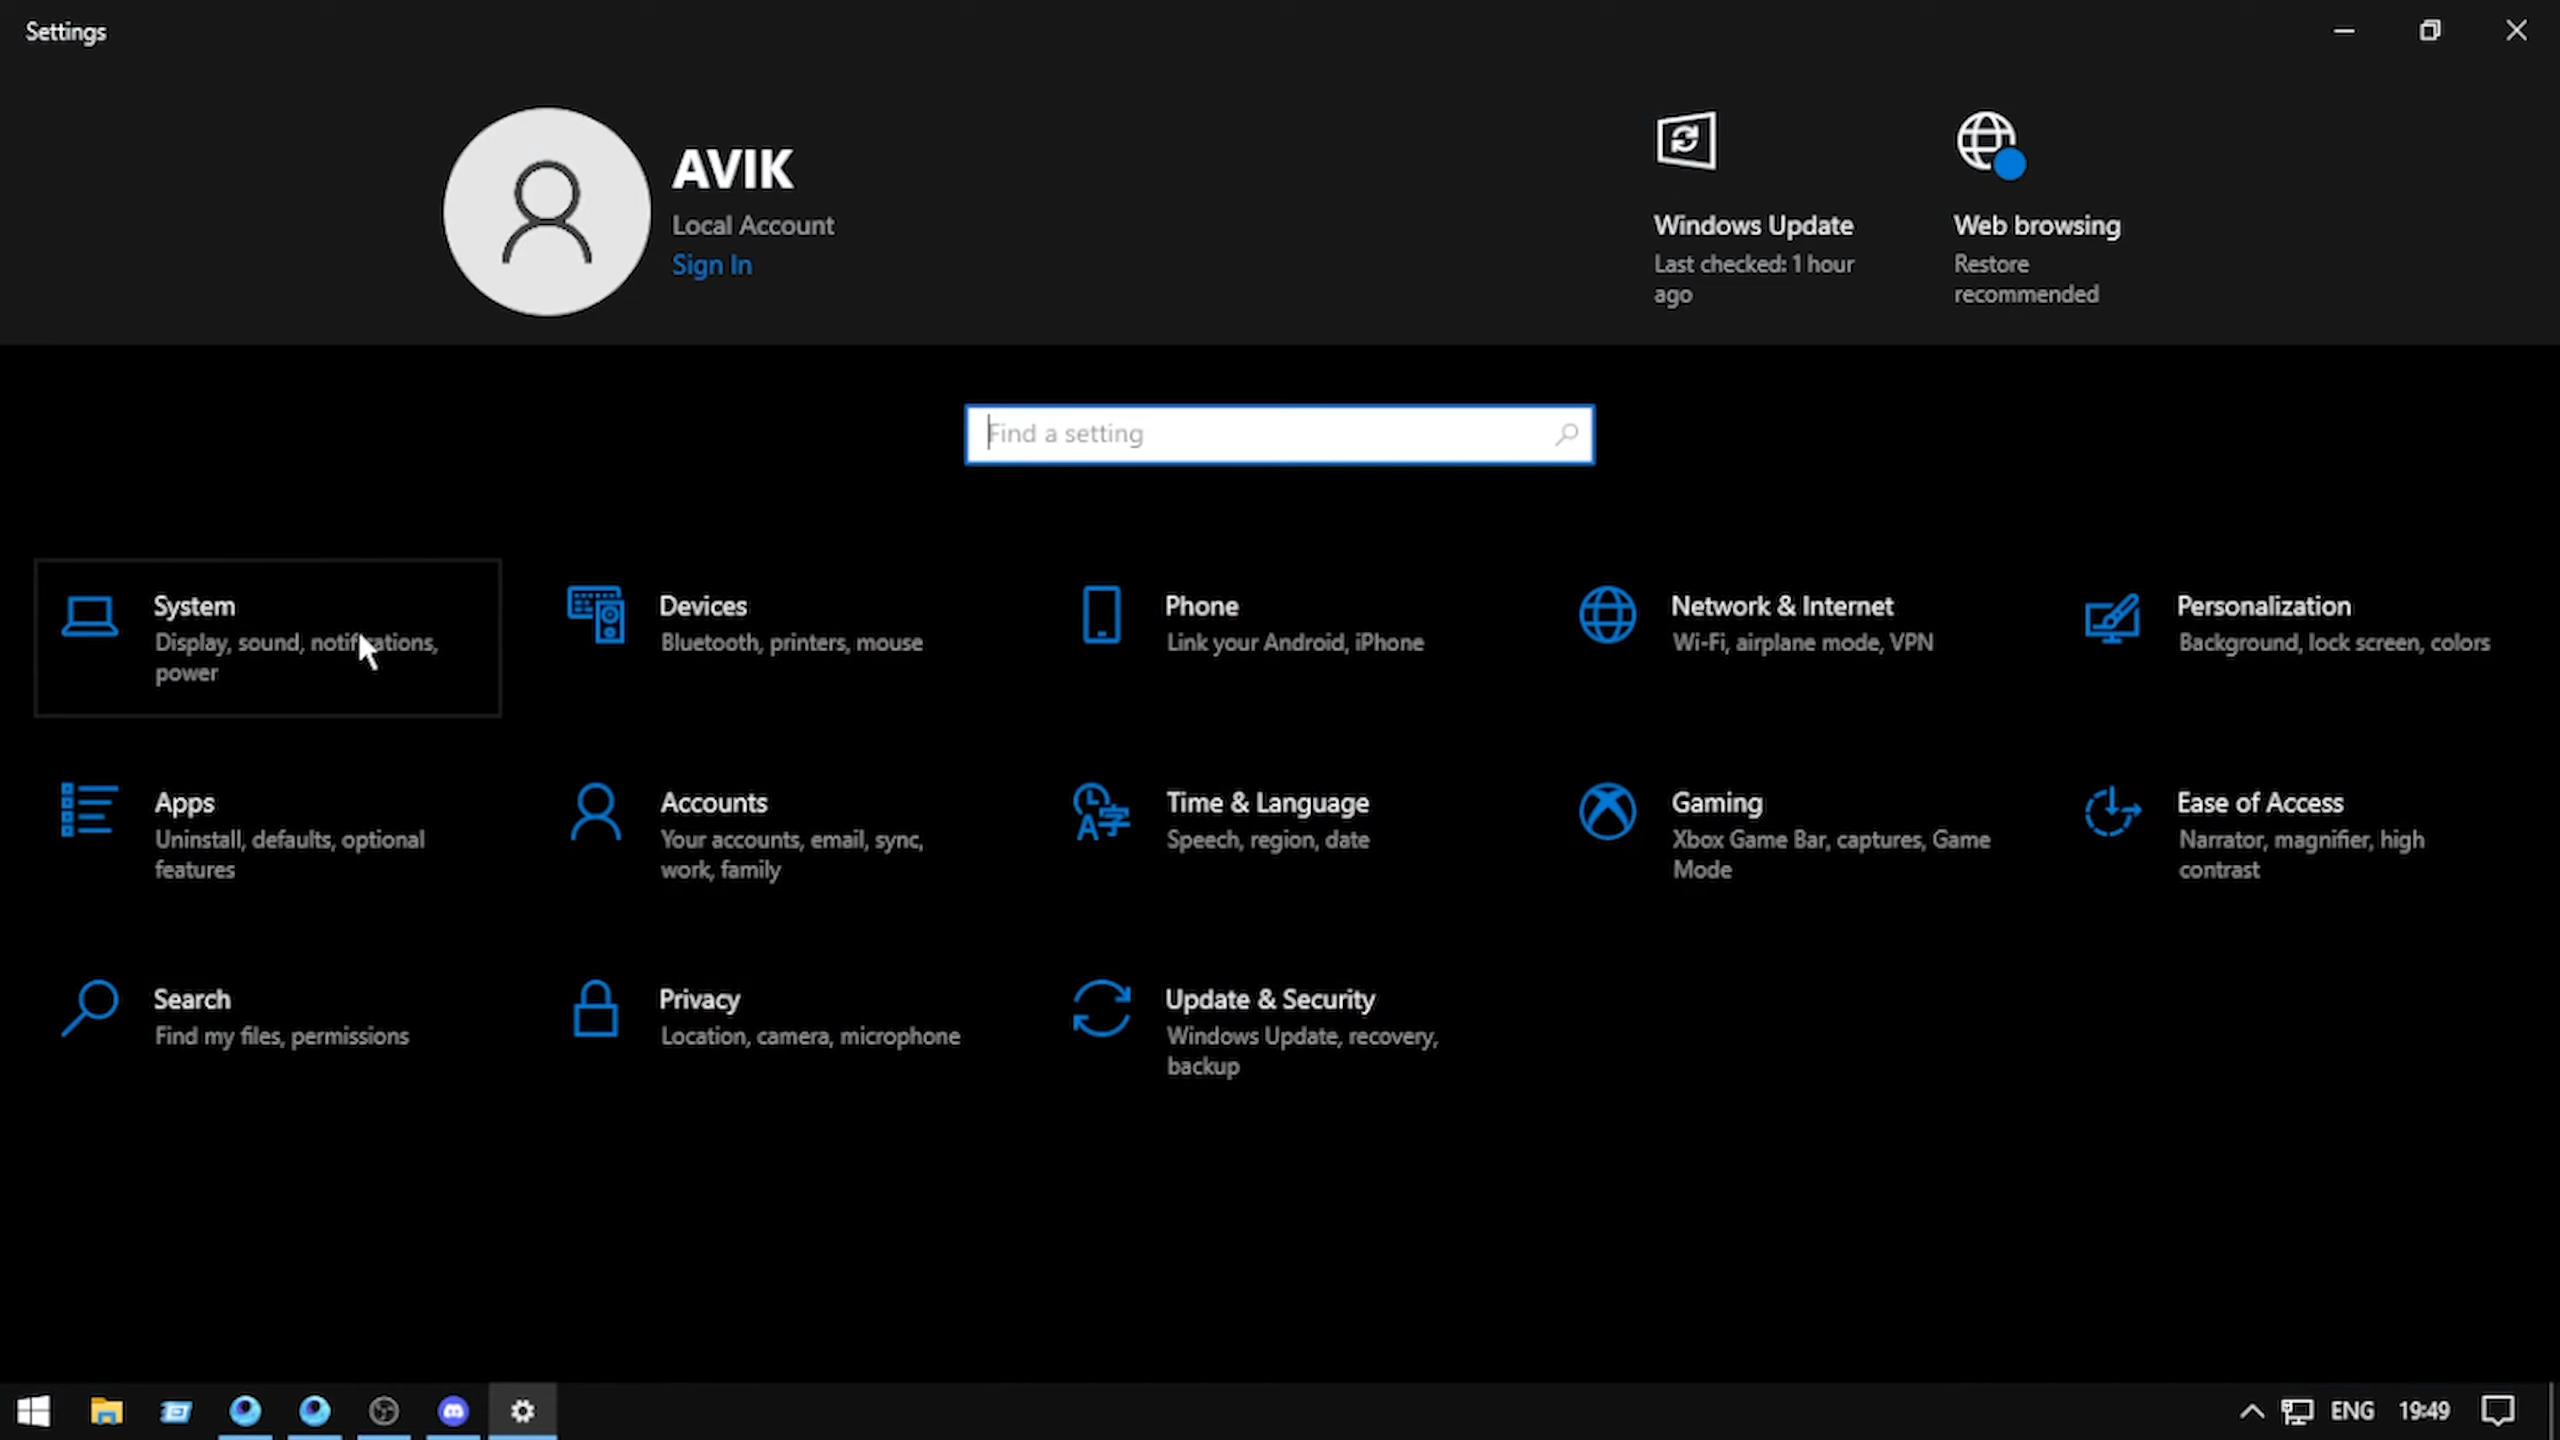 Settings
AVIK
Local Account
Sign In
Windows Update
Last checked: 1 hour
ago
Web browsing
Restore
recommended
Find a setting
System
Display, sound, notifications,
power
Devices
Bluetooth, printers, mouse
Phone
Link your Android, iPhone
Network & Internet
Wi-Fi, airplane mode, VPN
Personalization
Background, lock screen, colors
Apps
Uninstall, defaults, optional
features
Accounts
Your accounts, email, sync,
work, family
Time & Language
Speech, region, date
Gaming
Xbox Game Bar, captures, Game
Mode
Ease of Access
Narrator, magnifier, high
contrast
Search
Find my files, permissions
Privacy
Location, camera, microphone
Update & Security
Windows Update, recovery,
backup
ENG 19:49